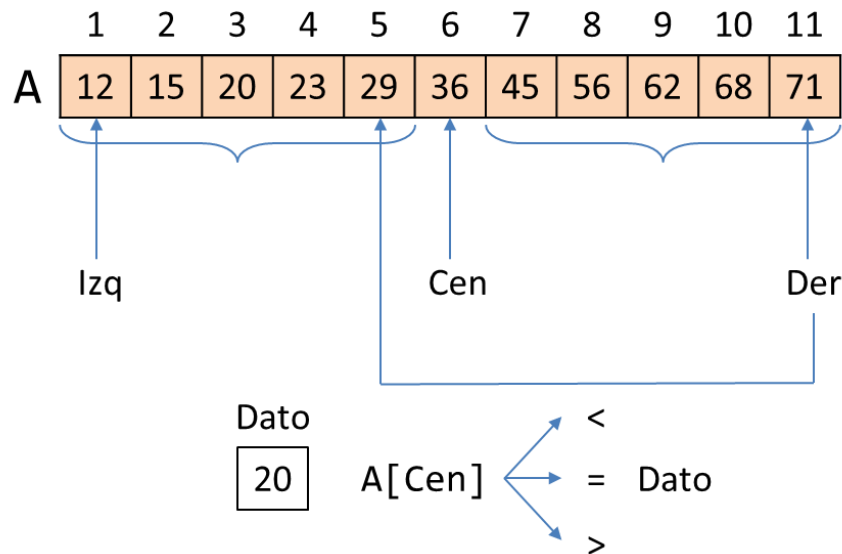 1 2 3 4 5 6 7 8 9 10 11
A 12 15 20 23 29 36 45 56 62 68 71
Izq Cen Der
Dato <
20 A[Cen] = Dato
>